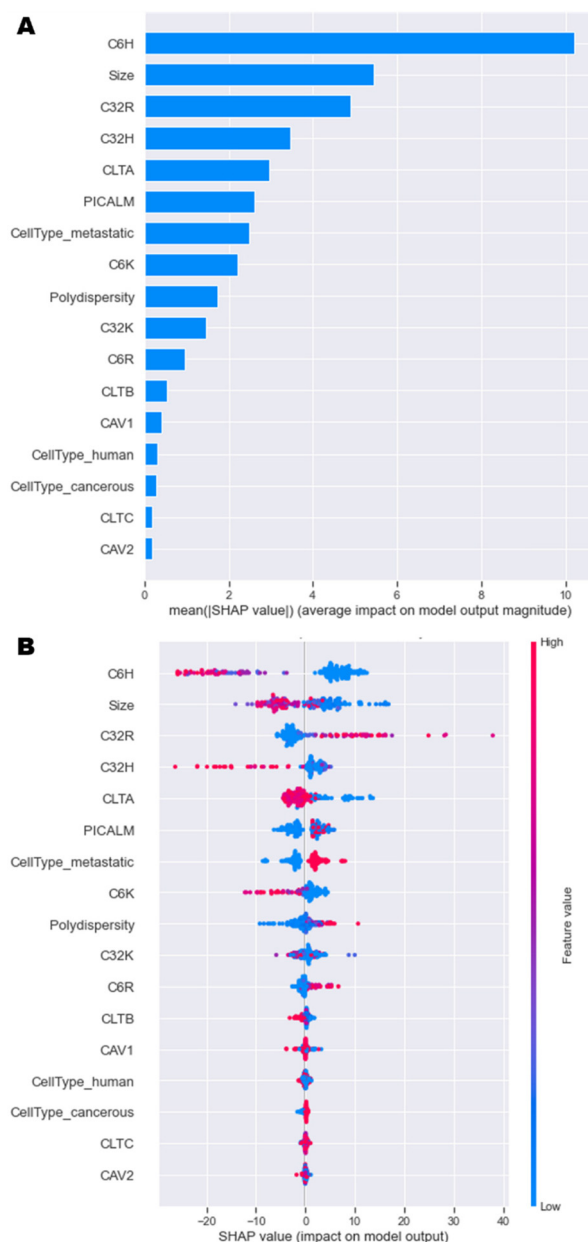 A
C6H
Size
C32R
C32H
CLTA
PICALM
CellType_metastatic
C6K
Polydispersity
C32K
C6R
CLTB
CAV1
CellType_human
CellType_cancerous
CLTC
CAV2
0 2 4 6 8 10
mean(|SHAP value|) (average impact on model output magnitude)
B
High
C6H
Size
C32R
C32H
CLTA
PICALM
CellType_metastatic
C6K
Polydispersity
C32K
C6R
CLTB
CAV1
CellType_human
CellType_cancerous
CLTC
CAV2
Feature value
Low
−20 −10 0 10 20 30 40
SHAP value (impact on model output)